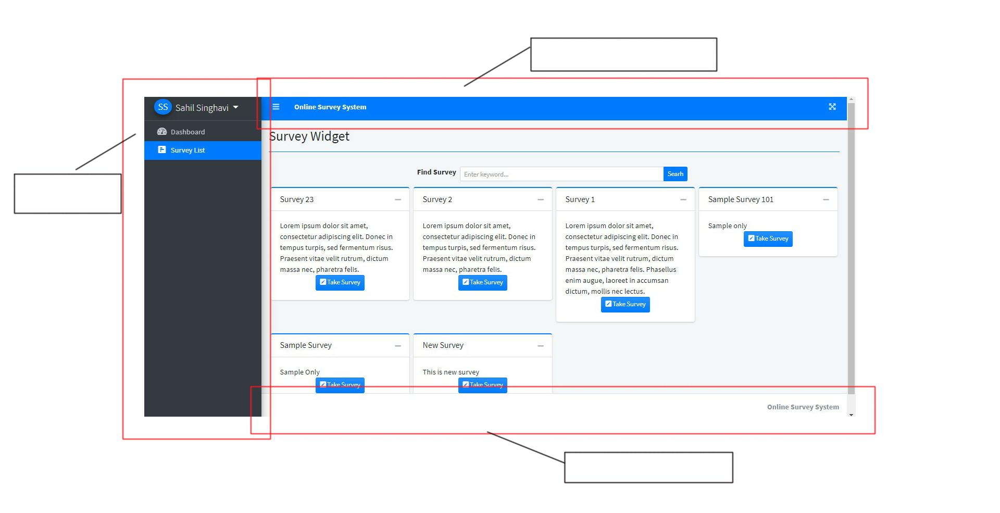 SS Sahil Singhavi
Dashboard
Survey List
Online Survey System
Survey Widget
Find Survey Enter keyword... Searh
Survey 23
Lorem ipsum dolor sit amet,
consectetur adipiscing elit. Donec in
tempus turpis, sed fermentum risus.
Praesent vitae velit rutrum, dictum
massa nec, pharetra felis.
Take Survey
Survey 2
Lorem ipsum dolor sit amet,
consectetur adipiscing elit. Donec in
tempus turpis, sed fermentum risus.
Praesent vitae velit rutrum, dictum
massa nec, pharetra felis.
Take Survey
Survey 1
Lorem ipsum dolor sit amet,
consectetur adipiscing elit. Donec in
tempus turpis, sed fermentum risus.
Praesent vitae velit rutrum, dictum
massa nec, pharetra felis. Phasellus
enim augue, laoreet in accumsan
dictum, mollis nec lectus.
Take Survey
Sample Survey 101
Sample only
Take Survey
Sample Survey
Sample Only
Take Survey
New Survey
This is new survey
Take Survey
Online Survey System